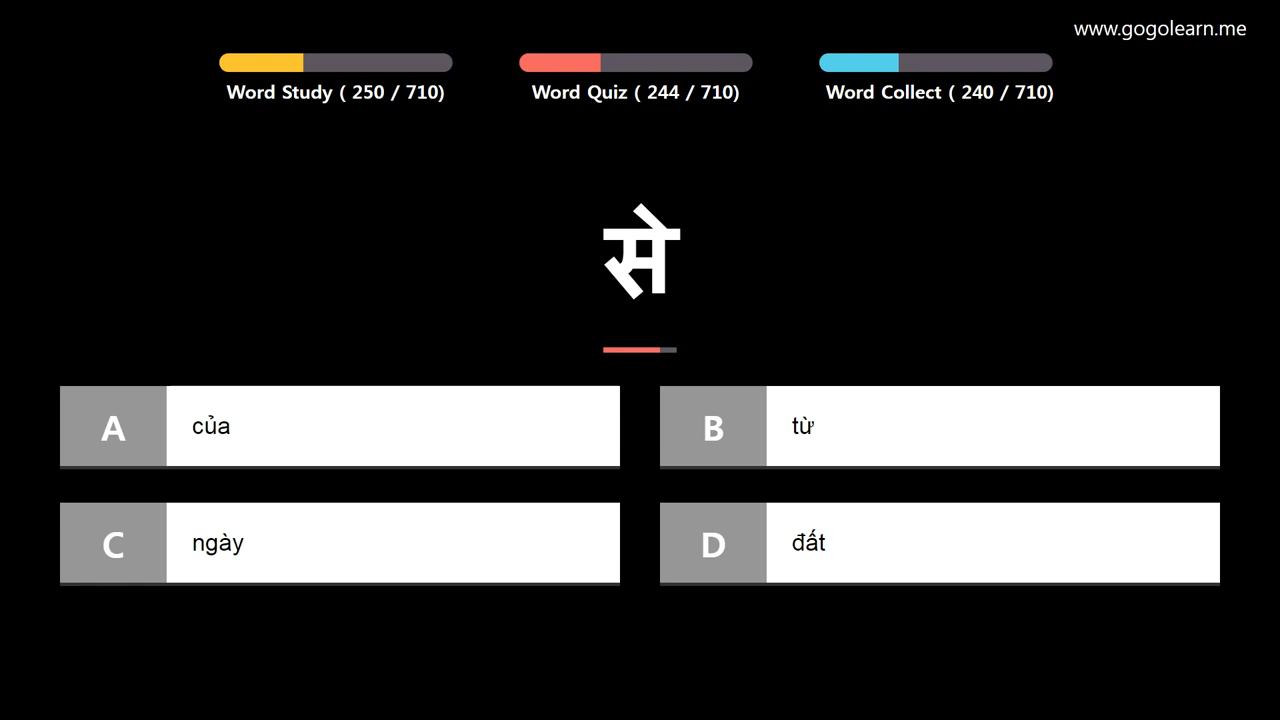 www.gogolearn.me
Word Study ( 250 / 710)
Word Quiz ( 244 / 710)
Word Collect ( 240 / 710)
से
A
của
B
từ
C
ngày
D
đất